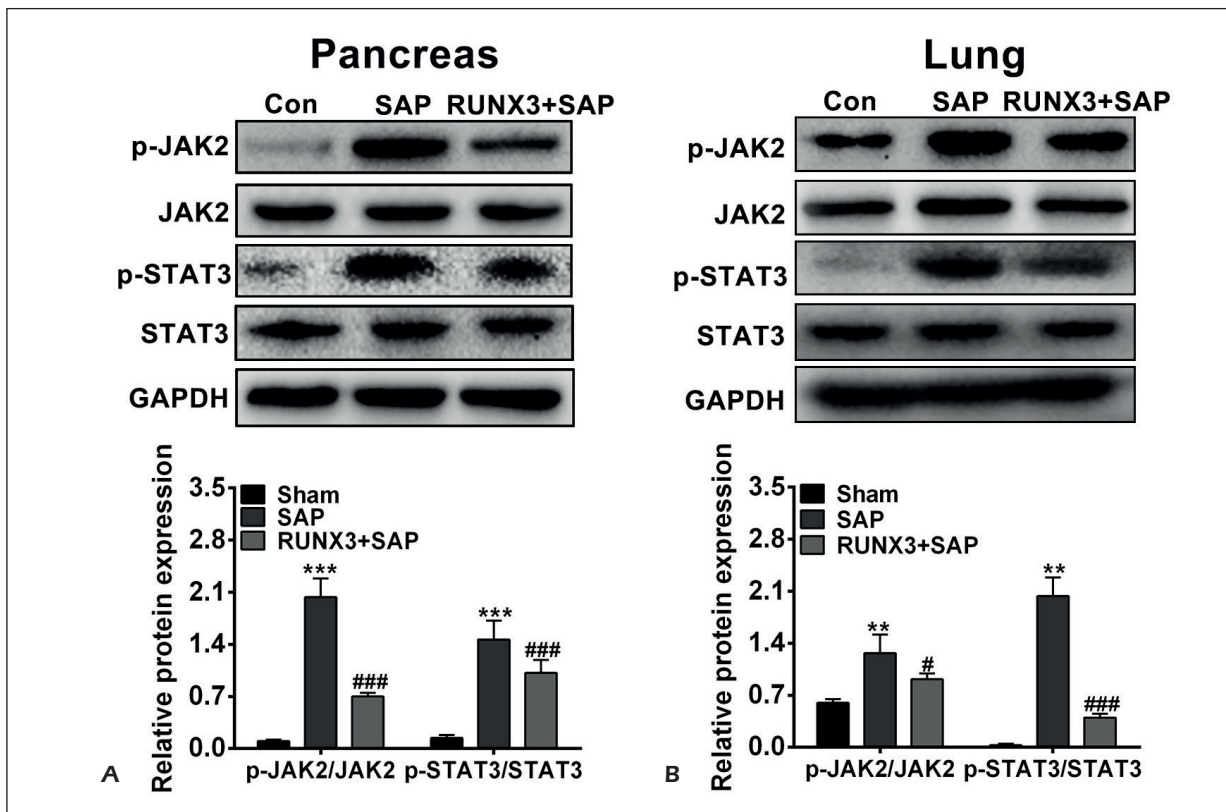 Pancreas
Con SAP RUNX3+SAP
p-JAK2
JAK2
p-STAT3
STAT3
GAPDH
Relative protein expression
3.5
2.8
2.1
1.4
0.7
0.0
Sham
SAP
RUNX3+SAP
***
###
***
###
p-JAK2/JAK2 p-STAT3/STAT3
A
Lung
Con SAP RUNX3+SAP
p-JAK2
JAK2
p-STAT3
STAT3
GAPDH
Relative protein expression
3.5
2.8
2.1
1.4
0.7
0.0
Sham
SAP
RUNX3+SAP
**
#
**
###
p-JAK2/JAK2 p-STAT3/STAT3
B